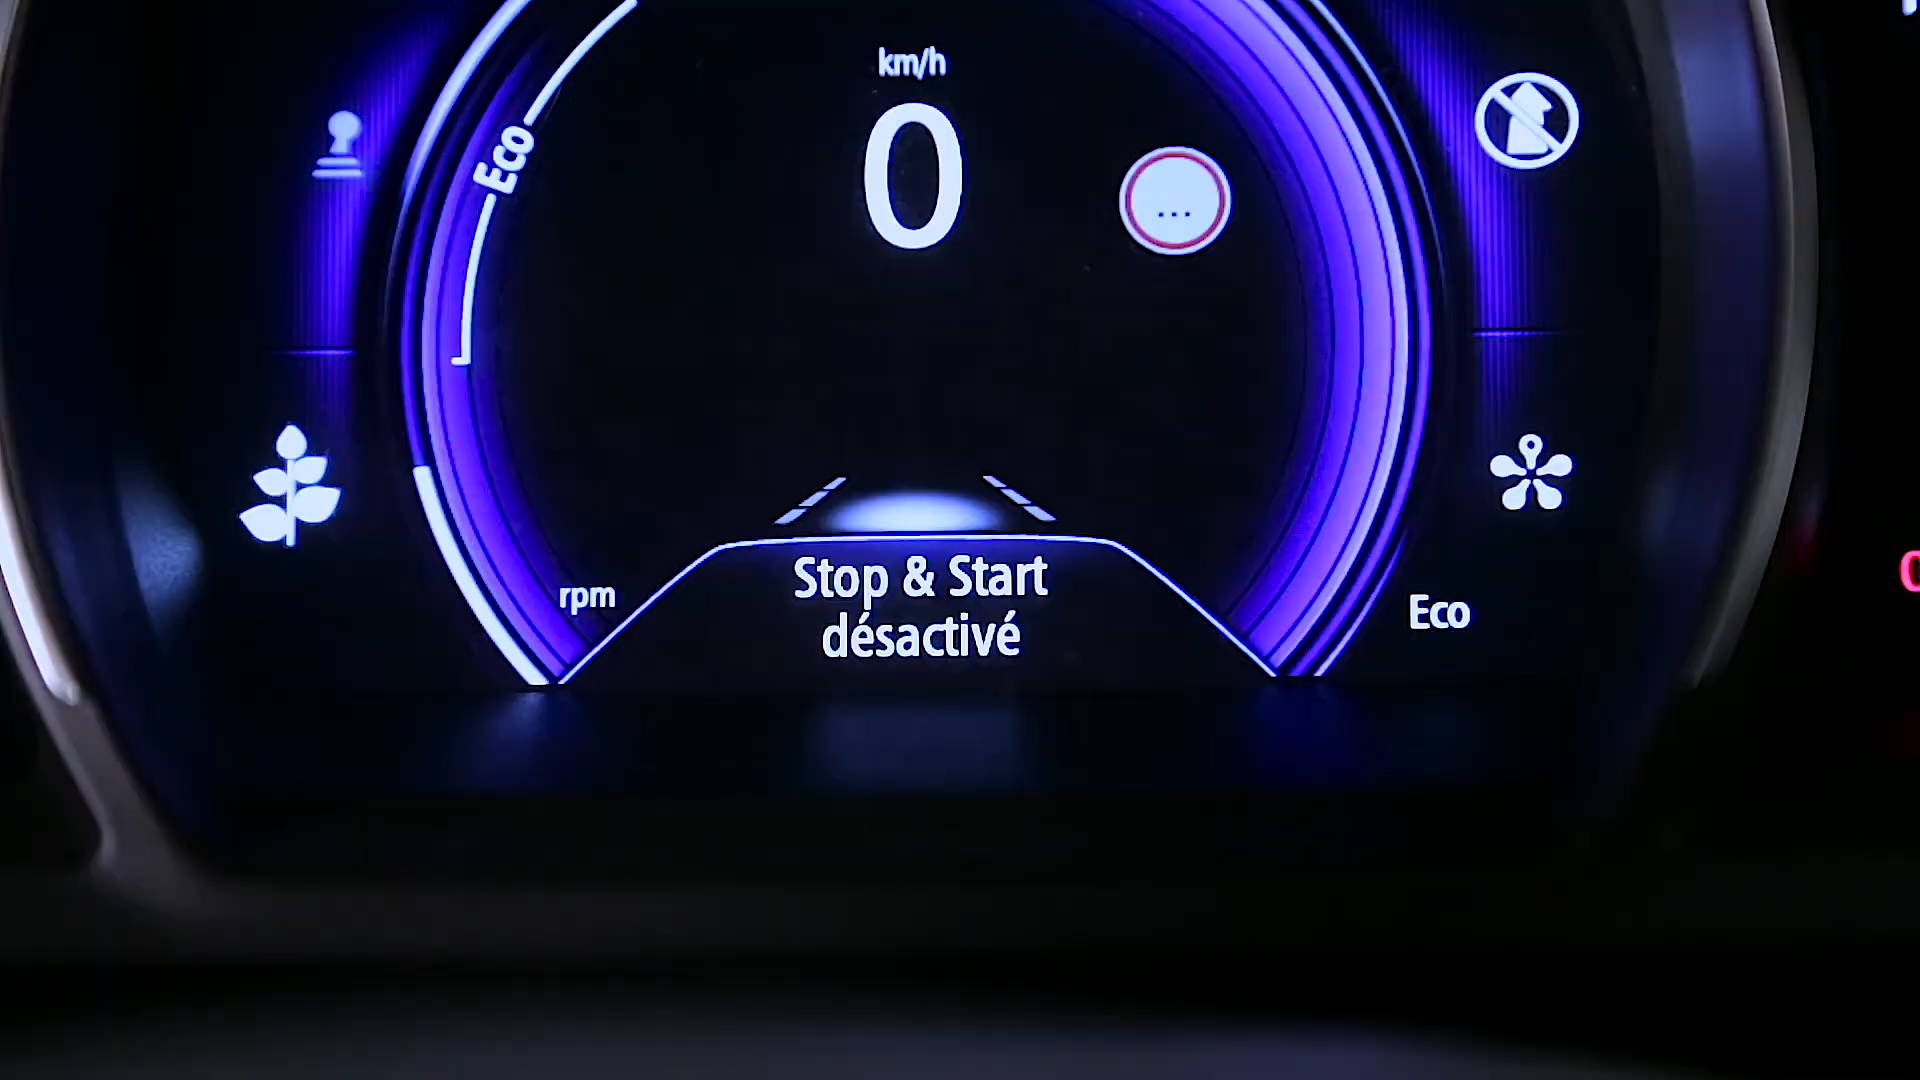 km/h
0
Eco
...
rpm
Stop & Start
désactivé
Eco